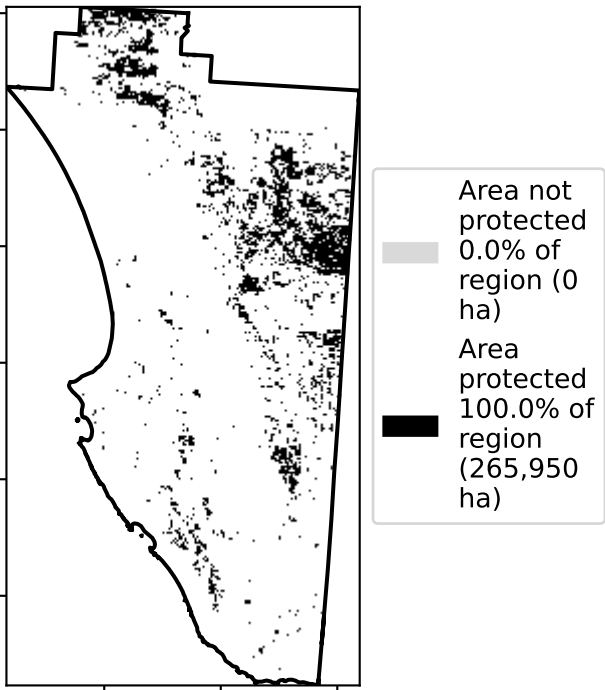 Area not
protected
0.0% of
region (0
ha)
Area
protected
100.0% of
region
(265,950
ha)